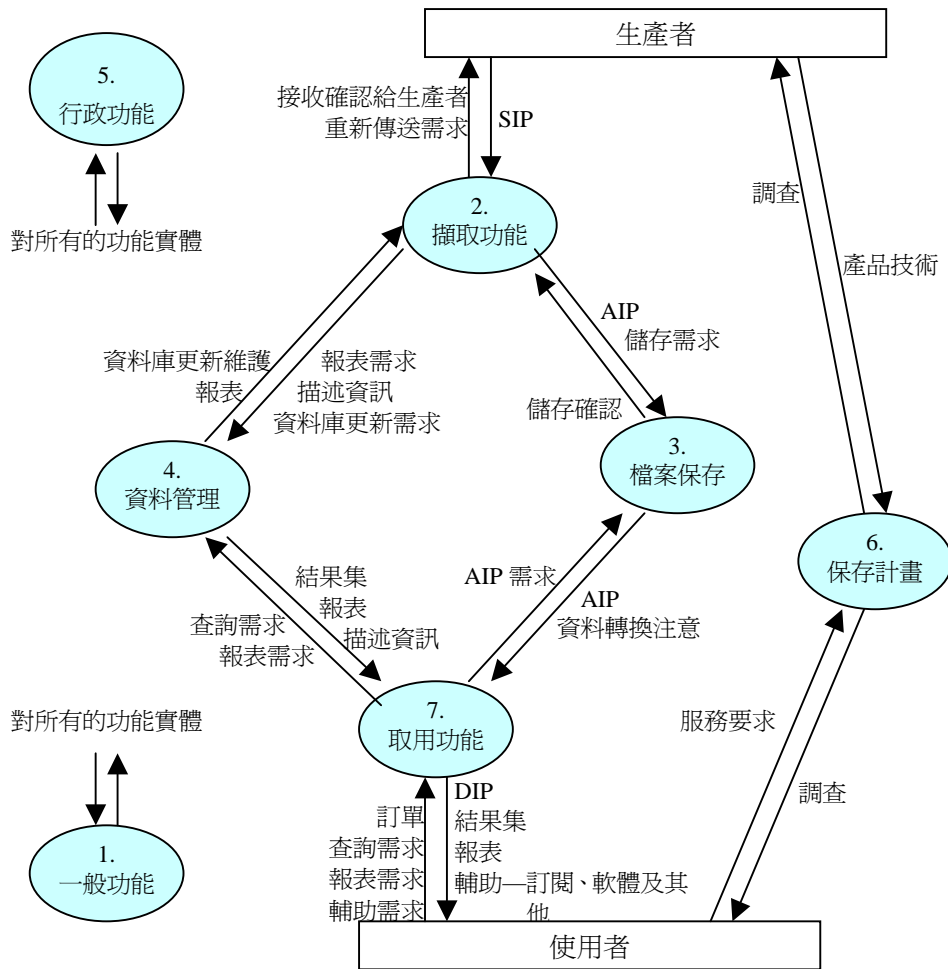 生產者
5.
行政功能
對所有的功能實體
接收確認給生產者
重新傳送需求
SIP
2.
擷取功能
調查
產品技術
資料庫更新維護
報表
報表需求
描述資訊
資料庫更新需求
AIP
儲存需求
儲存確認
4.
資料管理
3.
檔案保存
6.
保存計畫
結果集
報表
描述資訊
查詢需求
報表需求
AIP 需求
AIP
資料轉換注意
7.
取用功能
對所有的功能實體
1.
一般功能
服務要求
調查
訂單
查詢需求
報表需求
輔助需求
DIP
結果集
報表
輔助—訂閱、軟體及其
他
使用者